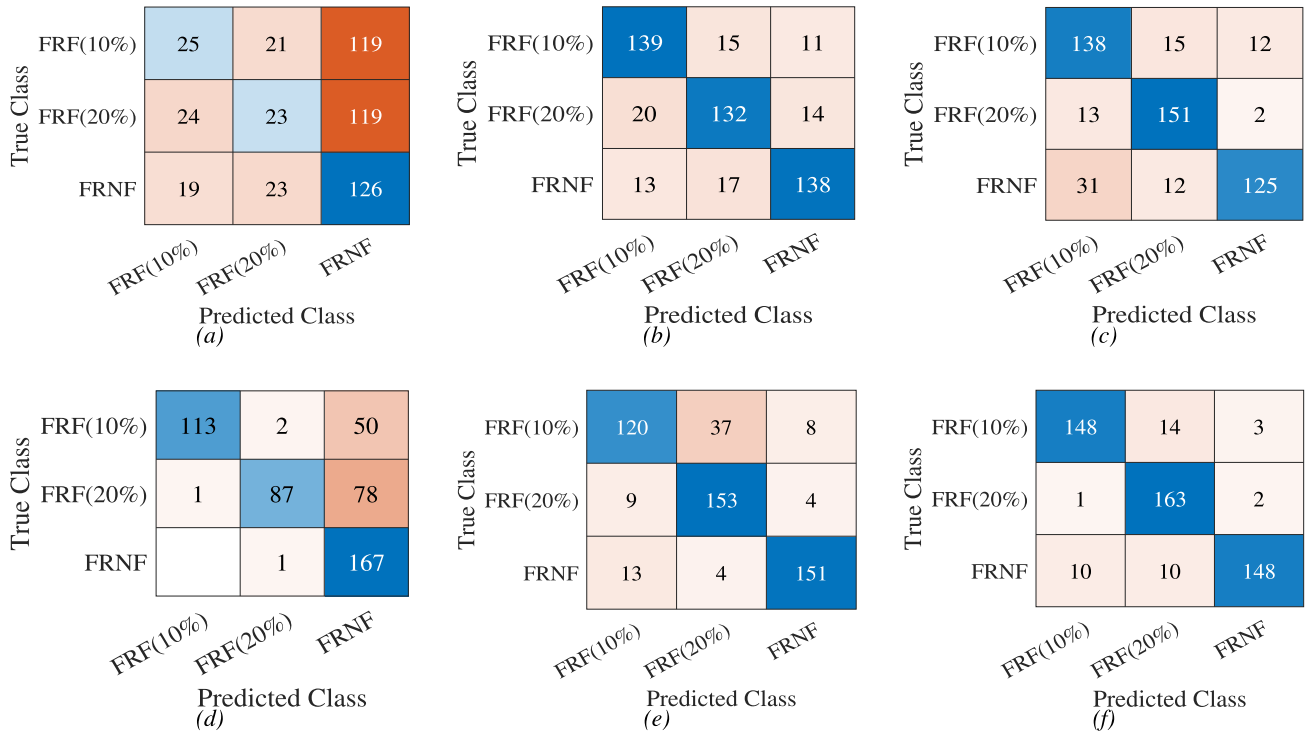 True Class
FRF(10%) 25 21 119
FRF(20%) 24 23 119
FRNF 19 23 126
FRF(10%) FRF(20%) FRNF
Predicted Class
(a)
True Class
FRF(10%) 139 15 11
FRF(20%) 20 132 14
FRNF 13 17 138
FRF(10%) FRF(20%) FRNF
Predicted Class
(b)
True Class
FRF(10%) 138 15 12
FRF(20%) 13 151 2
FRNF 31 12 125
FRF(10%) FRF(20%) FRNF
Predicted Class
(c)
True Class
FRF(10%) 113 2 50
FRF(20%) 1 87 78
FRNF 1 167
FRF(10%) FRF(20%) FRNF
Predicted Class
(d)
True Class
FRF(10%) 120 37 8
FRF(20%) 9 153 4
FRNF 13 4 151
FRF(10%) FRF(20%) FRNF
Predicted Class
(e)
True Class
FRF(10%) 148 14 3
FRF(20%) 1 163 2
FRNF 10 10 148
FRF(10%) FRF(20%) FRNF
Predicted Class
(f)